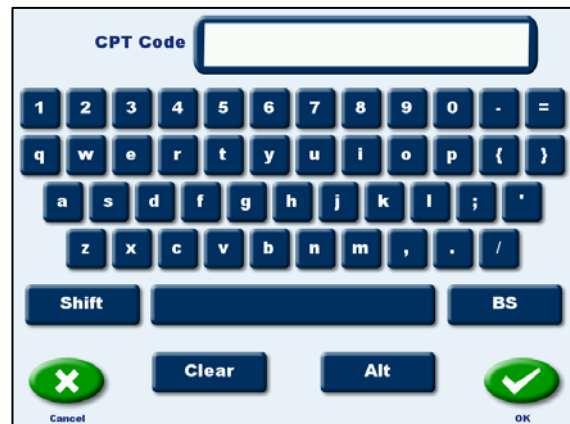 CPT Code
1 2 3 4 5 6 7 8 9 0 - =
q w e r t y u i o p { }
a s d f g h j k l ; '
z x c v b n m , . /
Shift BS
Clear Alt
Cancel OK